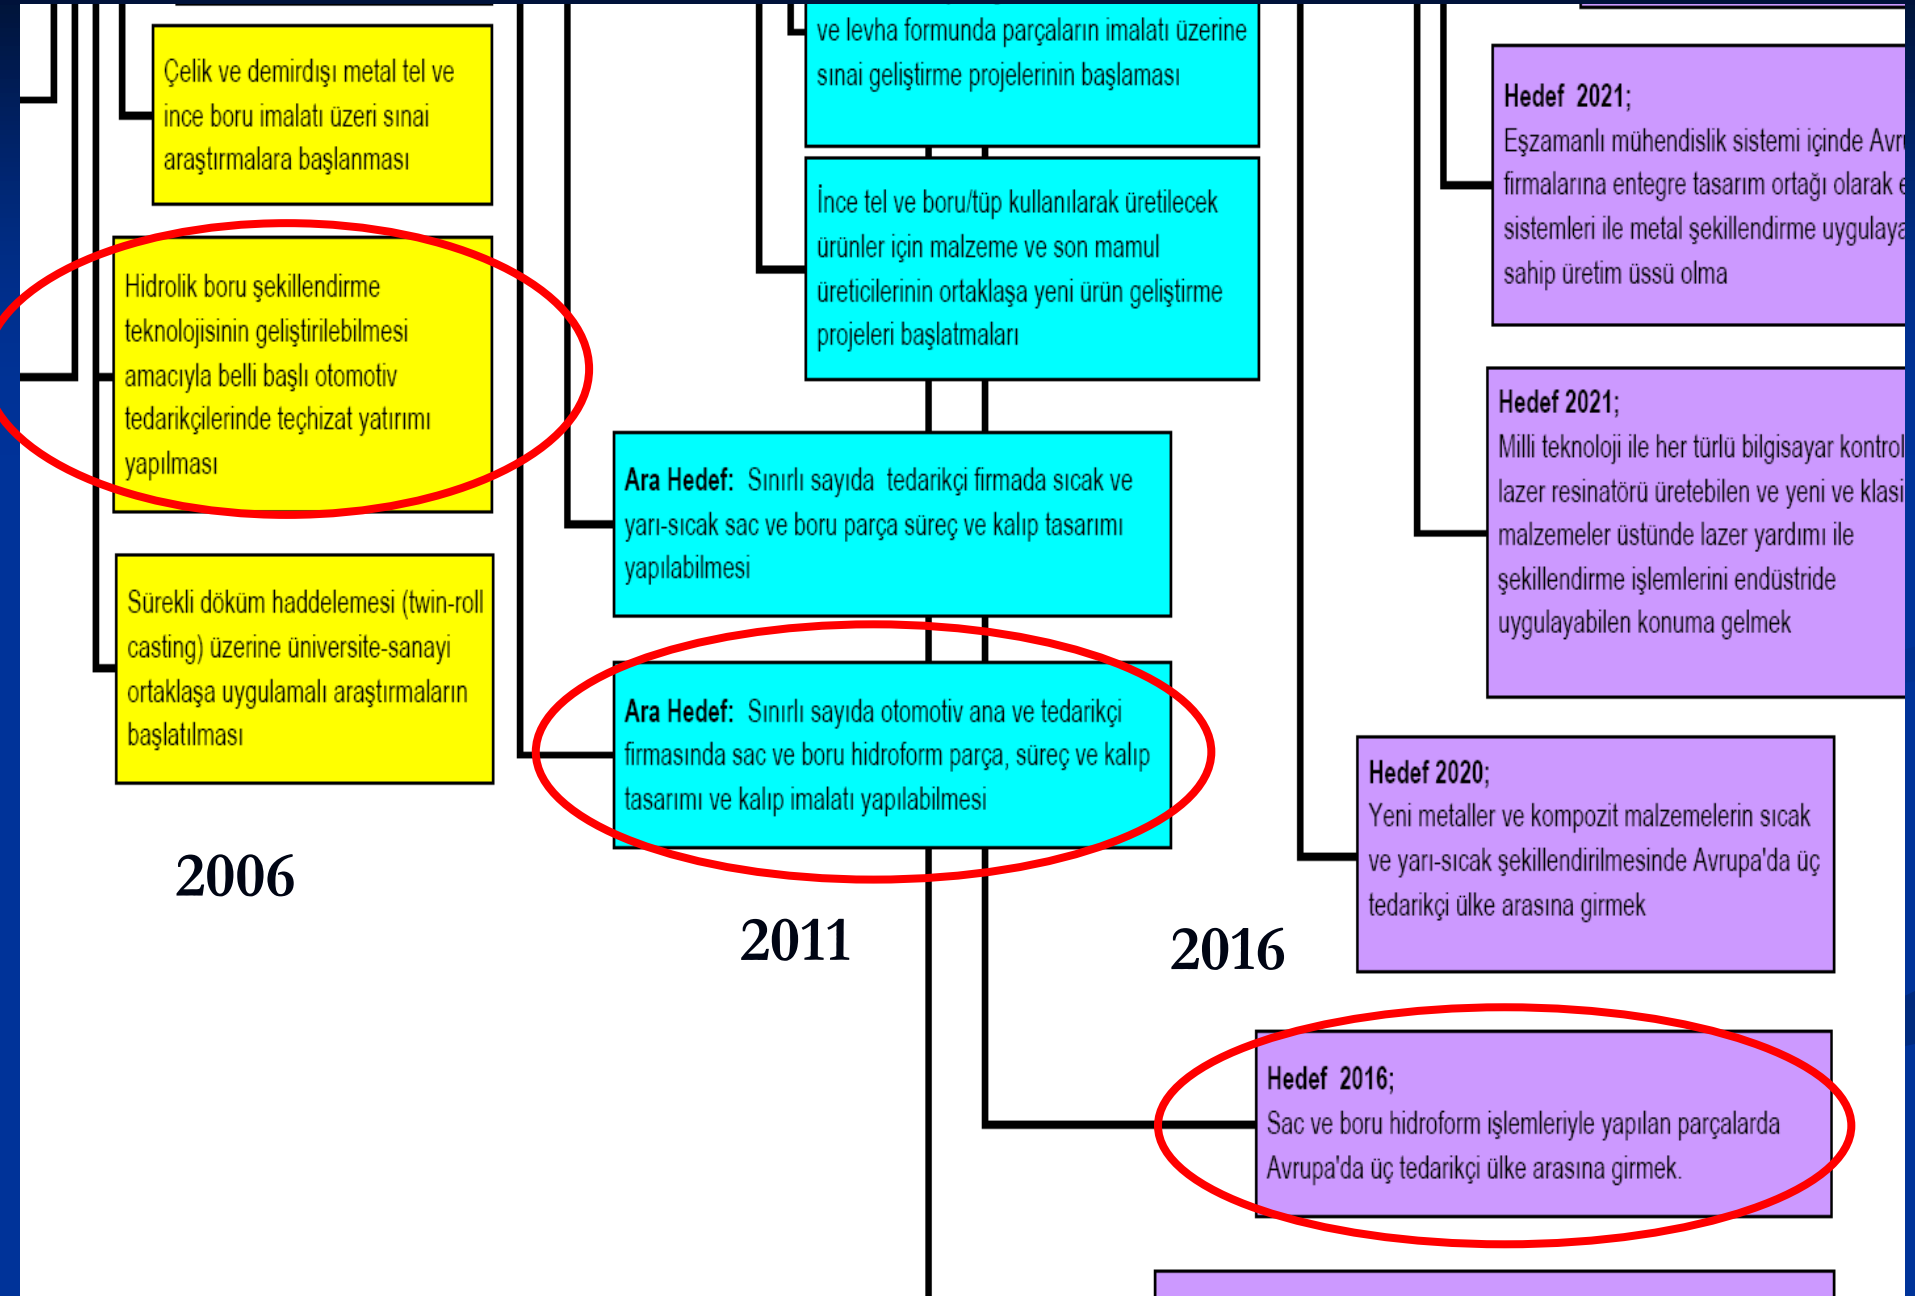 Çelik ve demirdışı metal tel ve
ince boru imalatı üzeri sınai
araştırmalara başlanması
Hidrolik boru şekillendirme
teknolojisinin geliştirilebilmesi
amacıyla belli başlı otomotiv
tedarikçilerinde teçhizat yatırımı
yapılması
Sürekli döküm haddelemesi (twin-roll
casting) üzerine üniversite-sanayi
ortaklaşa uygulamalı araştırmaların
başlatılması
2006
ve levha formunda parçaların imalatı üzerine
sınai geliştirme projelerinin başlaması
İnce tel ve boru/tüp kullanılarak üretilecek
ürünler için malzeme ve son mamul
üreticilerinin ortaklaşa yeni ürün geliştirme
projeleri başlatmaları
Ara Hedef: Sınırlı sayıda tedarikçi firmada sıcak ve
yarı-sıcak sac ve boru parça süreç ve kalıp tasarımı
yapılabilmesi
Ara Hedef: Sınırlı sayıda otomotiv ana ve tedarikçi
firmasında sac ve boru hidroform parça, süreç ve kalıp
tasarımı ve kalıp imalatı yapılabilmesi
2011
Hedef 2021;
Eşzamanlı mühendislik sistemi içinde
firmalarına entegre tasarım ortağı olarak
sistemleri ile metal şekillendirme
sahip üretim üssü olma
Hedef 2021;
Milli teknoloji ile her türlü bilgisayar
lazer resinatörü üretebilen ve yeni ve
malzemeler üstünde lazer yardımı ile
şekillendirme işlemlerini endüstride
uygulayabilen konuma gelmek
Hedef 2020;
Yeni metaller ve kompozit malzemelerin sıcak
ve yarı-sıcak şekillendirilmesinde Avrupa'da üç
tedarikçi ülke arasına girmek
2016
Hedef 2016;
Sac ve boru hidroform işlemleriyle yapılan parçalarda
Avrupa'da üç tedarikçi ülke arasına girmek.